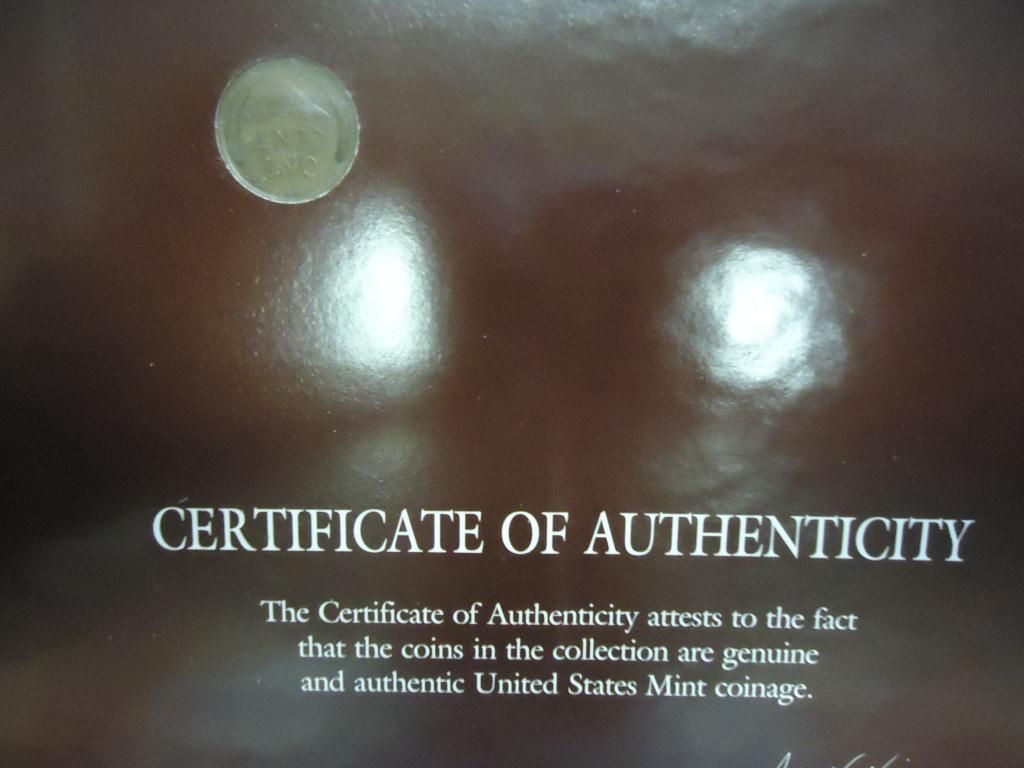 CERTIFICATE OF AUTHENTICITY
The Certificate of Authenticity attests to the fact
that the coins in the collection are genuine
and authentic United States Mint coinage.